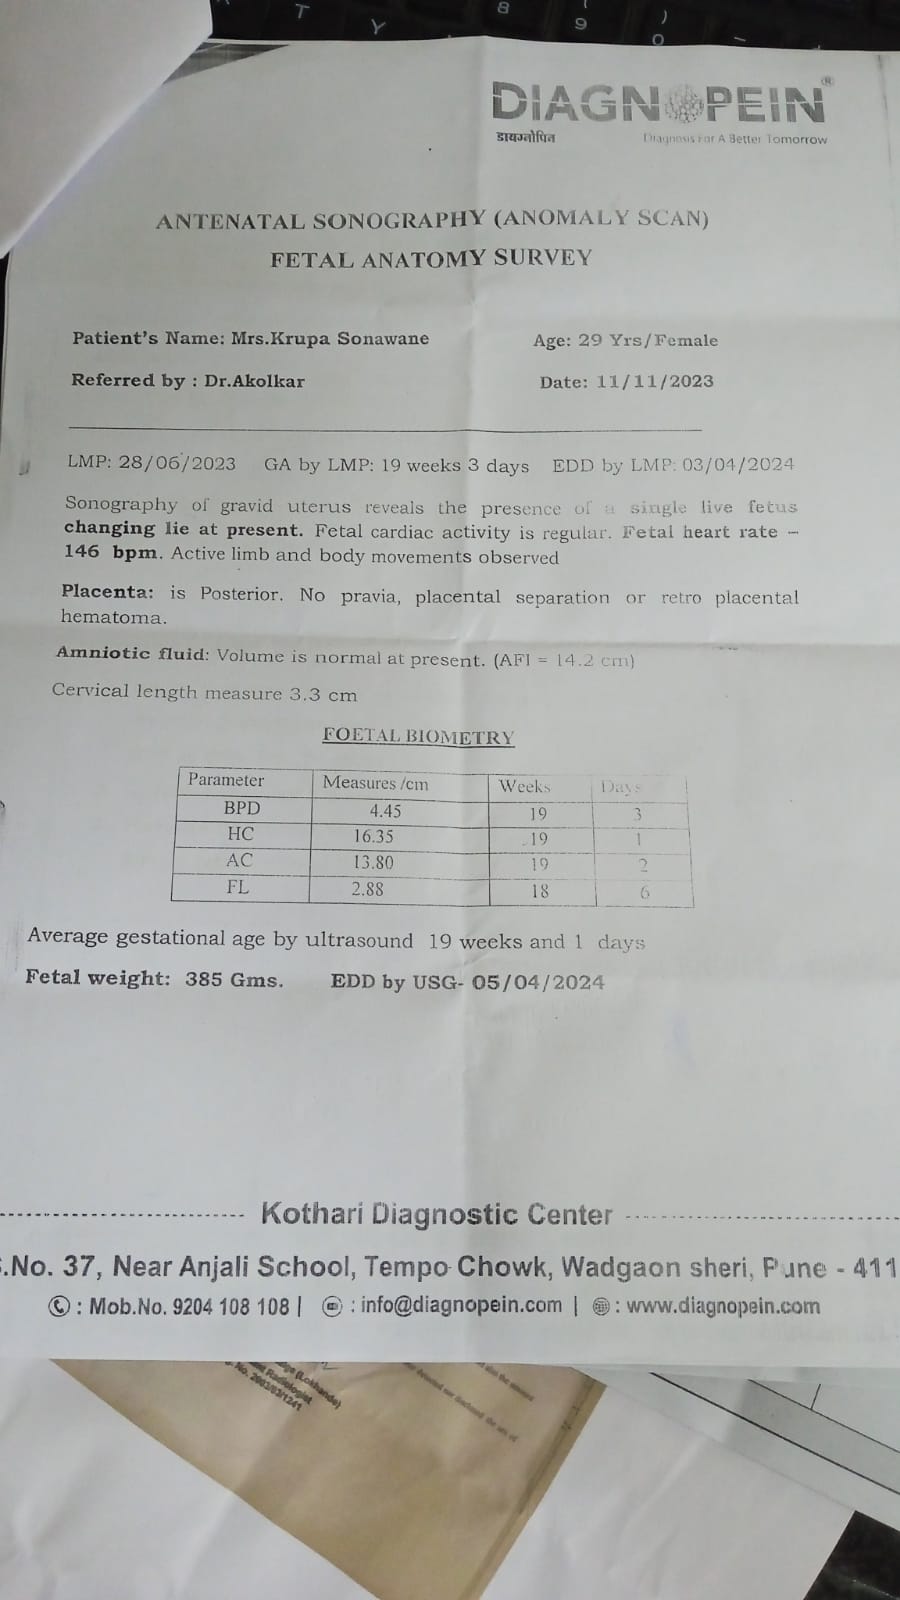 T Y 8 ( 9 ) 0
DIAGNOPEIN®
डायग्नोपिन Diagnosis For A Better Tomorrow
ANTENATAL SONOGRAPHY (ANOMALY SCAN)
FETAL ANATOMY SURVEY
Patient's Name: Mrs.Krupa Sonawane Age: 29 Yrs/Female
Referred by : Dr.Akolkar Date: 11/11/2023
LMP: 28/06/2023 GA by LMP: 19 weeks 3 days EDD by LMP: 03/04/2024
Sonography of gravid uterus reveals the presence of a single live fetus
changing lie at present. Fetal cardiac activity is regular. Fetal heart rate –
146 bpm. Active limb and body movements observed
Placenta: is Posterior. No pravia, placental separation or retro placental
hematoma.
Amniotic fluid: Volume is normal at present. (AFI = 14.2 cm)
Cervical length measure 3.3 cm
FOETAL BIOMETRY
Parameter Measures /cm Weeks Days
BPD 4.45 19 3
HC 16.35 19 1
AC 13.80 19 2
FL 2.88 18 6
Average gestational age by ultrasound 19 weeks and 1 days
Fetal weight: 385 Gms. EDD by USG- 05/04/2024
Kothari Diagnostic Center
.No. 37, Near Anjali School, Tempo Chowk, Wadgaon sheri, Pune - 411
: Mob.No. 9204 108 108 | : info@diagnopein.com | : www.diagnopein.com
(Lokhande)
Radiologist
No. 2003/03/1241